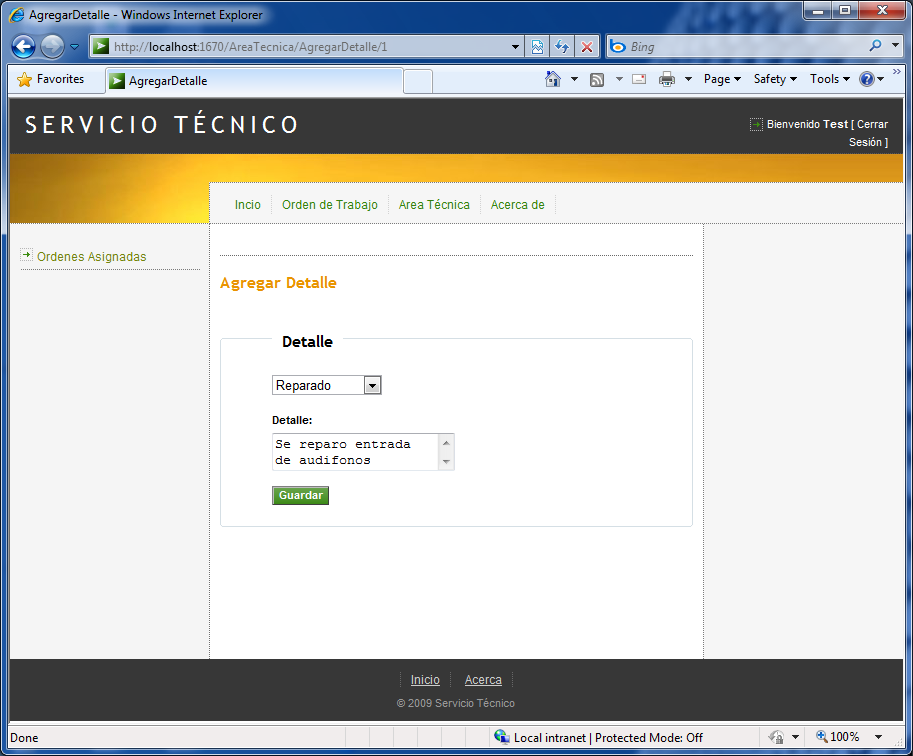 AgregarDetalle - Windows Internet Explorer
http://localhost:1670/AreaTecnica/AgregarDetalle/1
Bing
Favorites
AgregarDetalle
Page
Safety
Tools
SERVICIO TÉCNICO
Bienvenido Test [ Cerrar
Sesión ]
Incio
Orden de Trabajo
Area Técnica
Acerca de
Ordenes Asignadas
Agregar Detalle
Detalle
Reparado
Detalle:
Se reparo entrada
de audifonos
Guardar
Inicio
Acerca
© 2009 Servicio Técnico
Done
Local intranet | Protected Mode: Off
100%